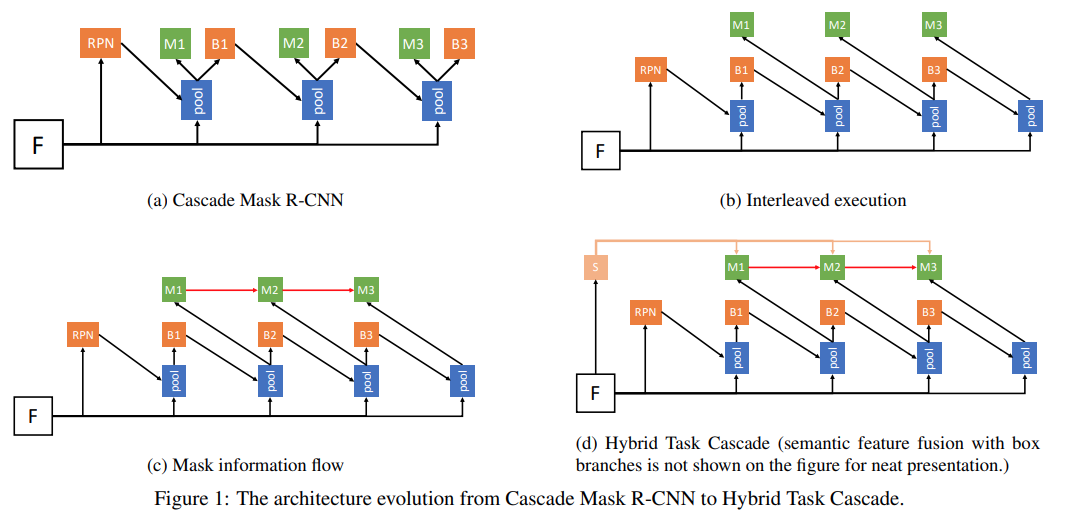 RPN M1 B1 M2 B2 M3 B3
pool pool pool
F
(a) Cascade Mask R-CNN
M1 M2 M3
RPN B1 B2 B3
pool pool pool pool
F
(b) Interleaved execution
M1 M2 M3
RPN B1 B2 B3
pool pool pool pool
F
(c) Mask information flow
S M1 M2 M3
RPN B1 B2 B3
pool pool pool pool
F
(d) Hybrid Task Cascade (semantic feature fusion with box
branches is not shown on the figure for neat presentation.)
Figure 1: The architecture evolution from Cascade Mask R-CNN to Hybrid Task Cascade.